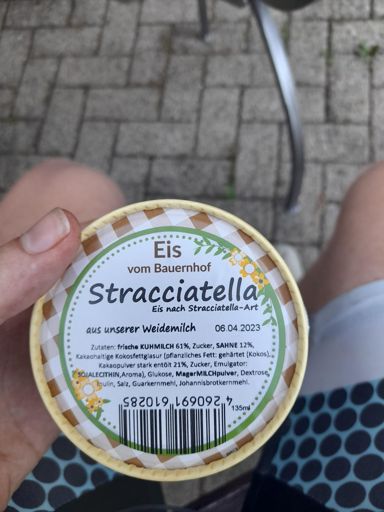 Eis
vom Bauernhof
Stracciatella
Eis nach Stracciatella-Art
aus unserer Weidemilch 06.04.2023
Zutaten: frische KUHMILCH 61%, Zucker, SAHNE 12%,
Kakaohaltige Kokosfettglasur (pflanzliches Fett: gehärtet (Kokos),
Kakaopulver stark entölt 21%, Zucker, Emulgator:
SOJALECITHIN,Aroma), Glukose, MagerMILCHpulver, Dextrose,
Inulin, Salz, Guarkernmehl, Johannisbrotkernmehl.
4 260691 610285
135ml